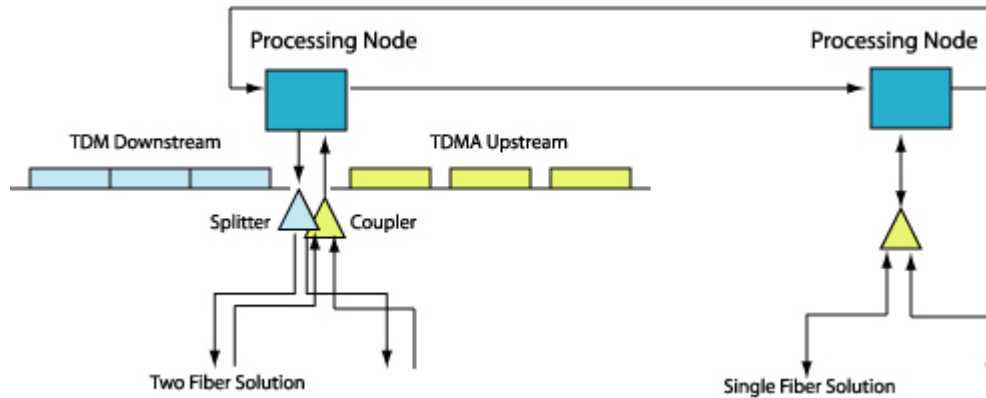 Processing Node
Processing Node
TDM Downstream
TDMA Upstream
Splitter
Coupler
Two Fiber Solution
Single Fiber Solution